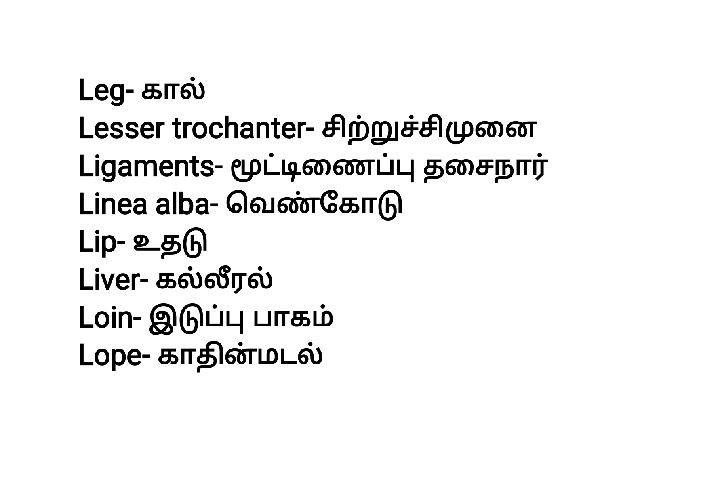 Leg- கால்
Lesser trochanter- சிற்றுச்சிமுனை
Ligaments- மூட்டிணைப்பு தசைநார்
Linea alba- வெண்கோடு
Lip- உதடு
Liver- கல்லீரல்
Loin- இடுப்பு பாகம்
Lope- காதின்மடல்